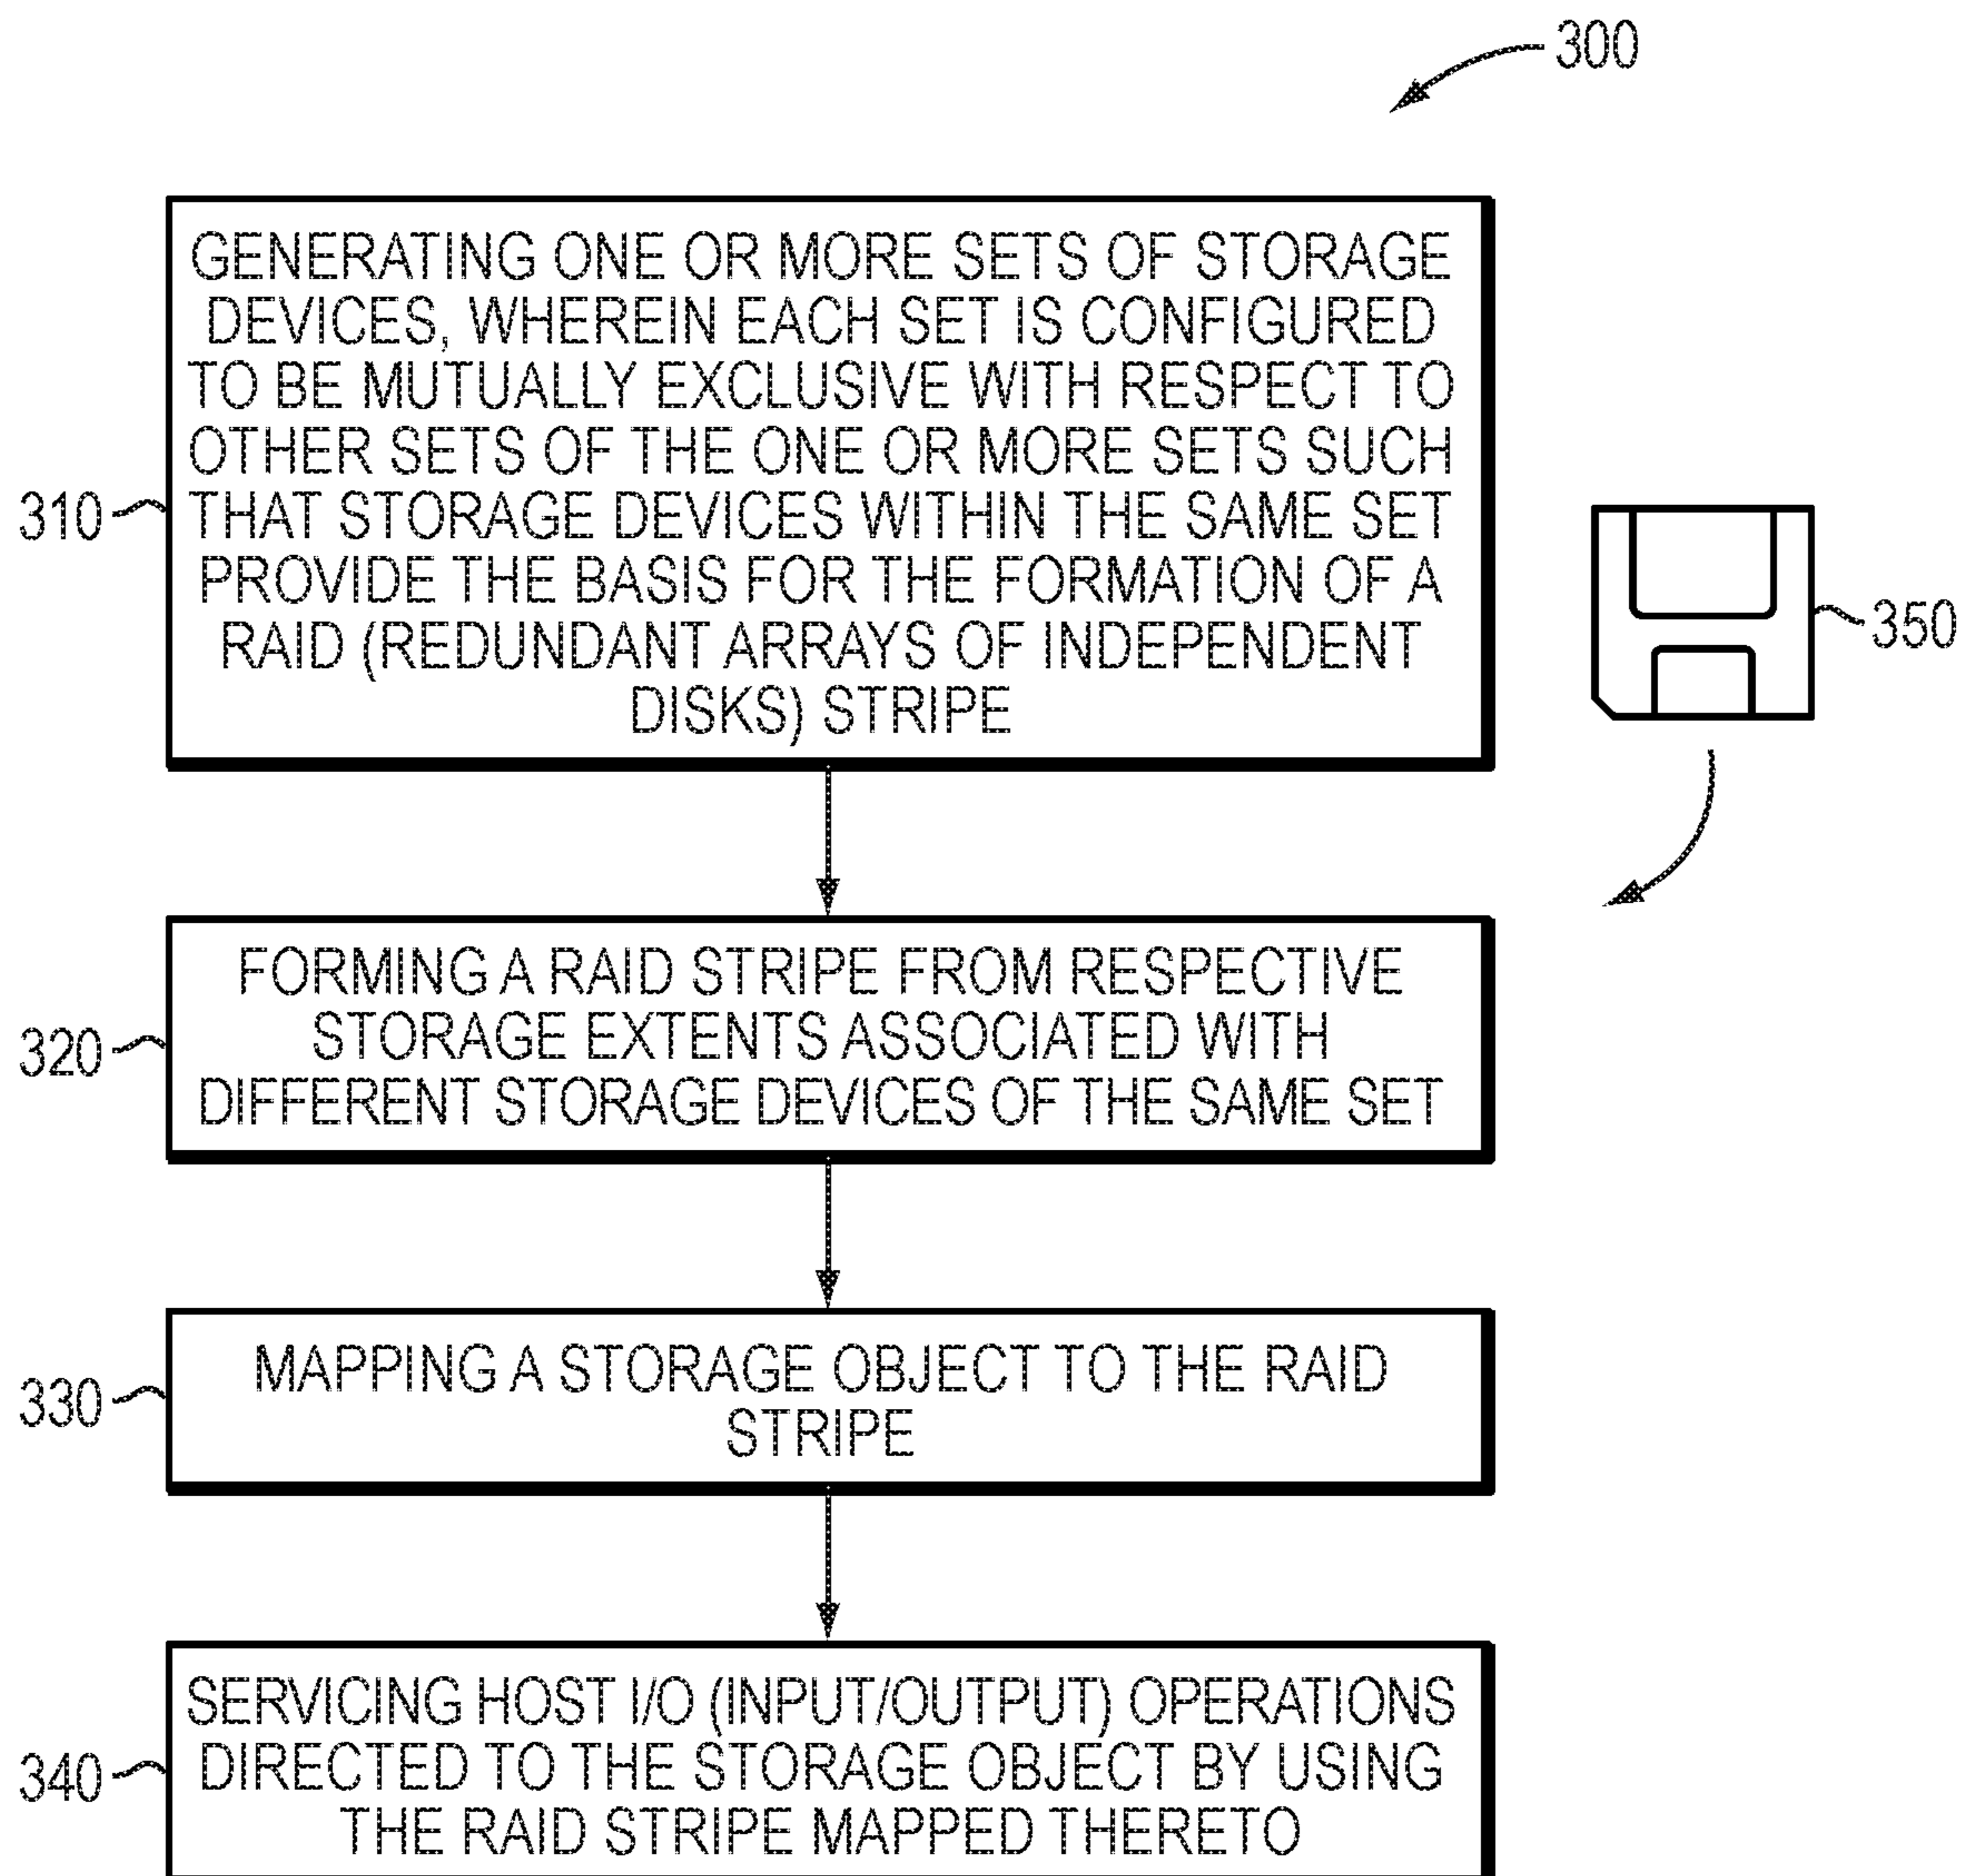 300
GENERATING ONE OR MORE SETS OF STORAGE
DEVICES, WHEREIN EACH SET IS CONFIGURED
TO BE MUTUALLY EXCLUSIVE WITH RESPECT TO
OTHER SETS OF THE ONE OR MORE SETS SUCH
THAT STORAGE DEVICES WITHIN THE SAME SET
PROVIDE THE BASIS FOR THE FORMATION OF A
RAID (REDUNDANT ARRAYS OF INDEPENDENT
DISKS) STRIPE
310
350
FORMING A RAID STRIPE FROM RESPECTIVE
STORAGE EXTENTS ASSOCIATED WITH
DIFFERENT STORAGE DEVICES OF THE SAME SET
320
MAPPING A STORAGE OBJECT TO THE RAID
STRIPE
330
SERVICING HOST I/O (INPUT/OUTPUT) OPERATIONS
DIRECTED TO THE STORAGE OBJECT BY USING
THE RAID STRIPE MAPPED THERETO
340